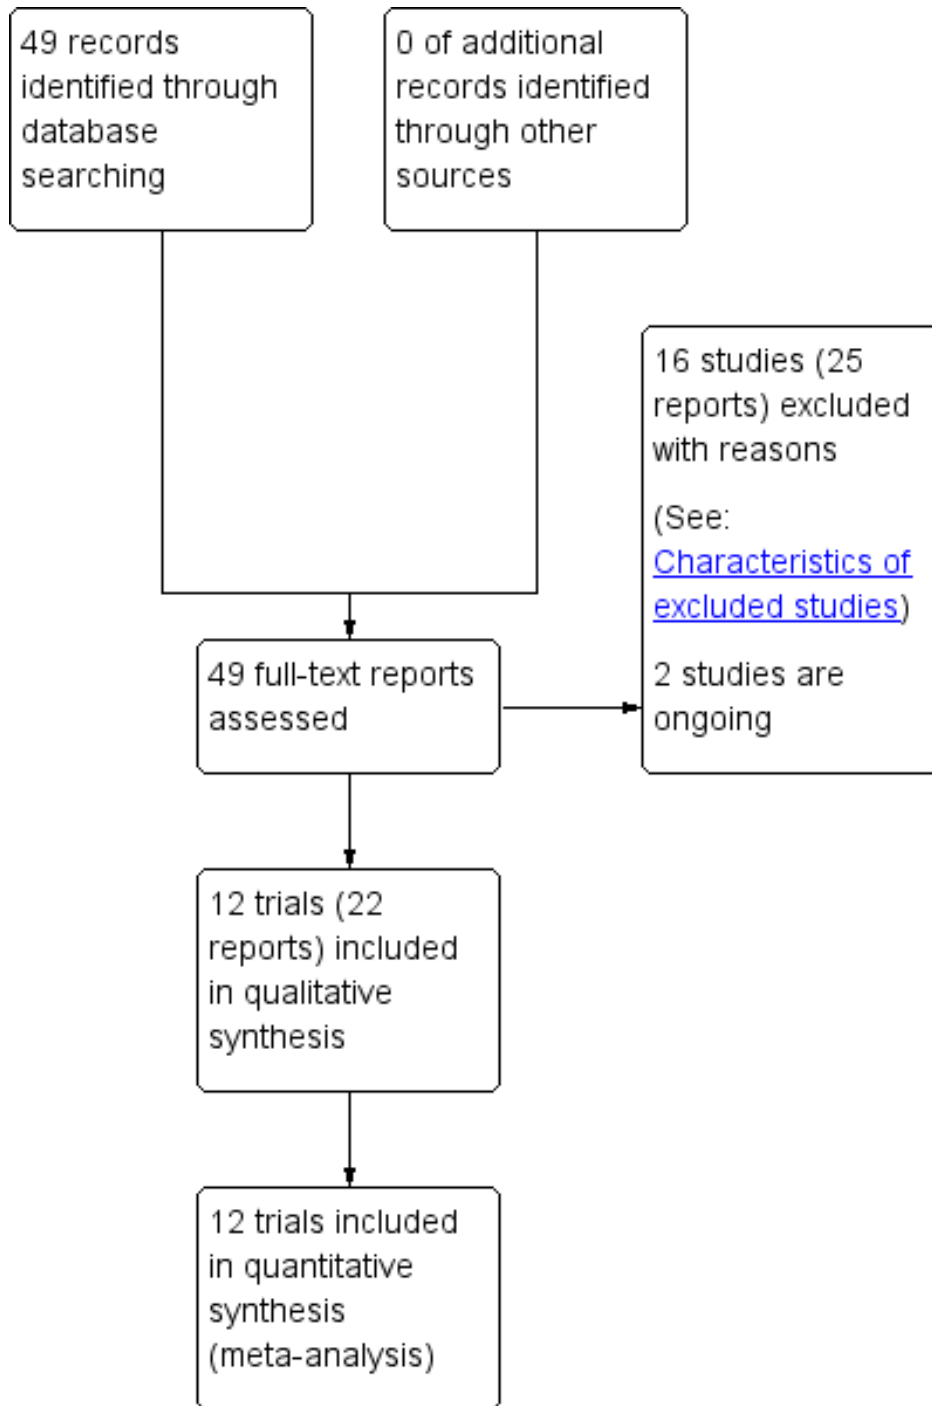 49 records
identified through
database
searching
0 of additional
records identified
through other
sources
16 studies (25
reports) excluded
with reasons
(See:
Characteristics of
excluded studies)
2 studies are
ongoing
49 full-text reports
assessed
12 trials (22
reports) included
in qualitative
synthesis
12 trials included
in quantitative
synthesis
(meta-analysis)